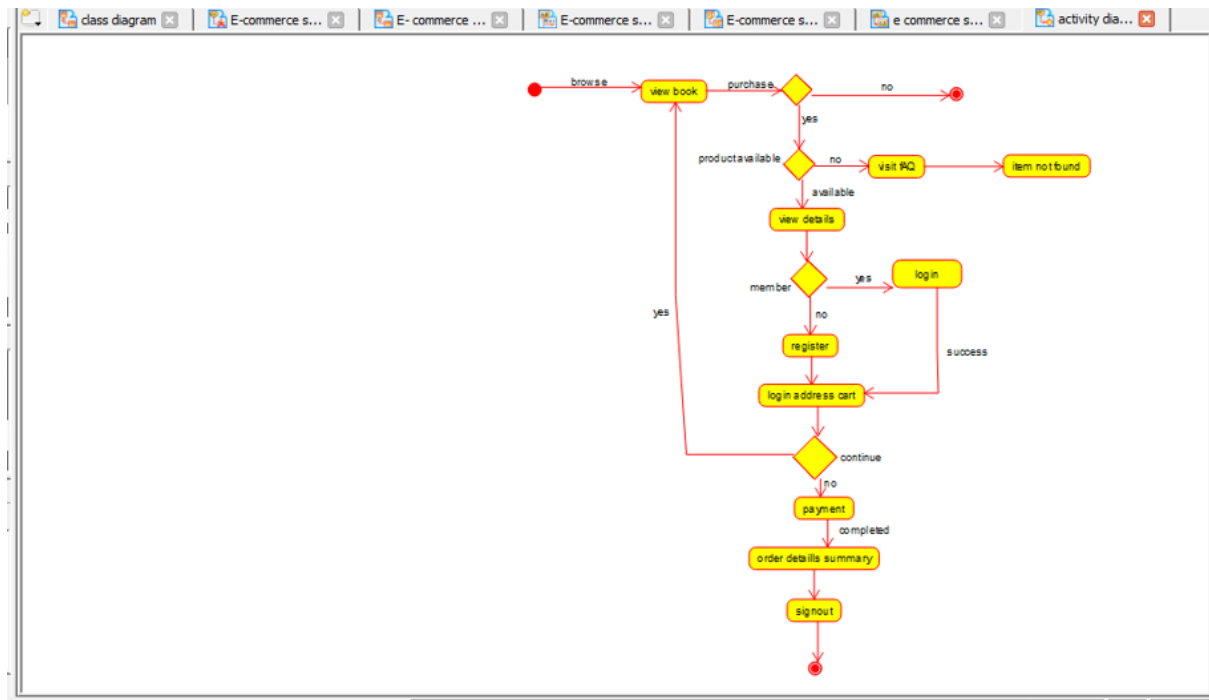 class diagram
E-commerce s...
E- commerce ...
E-commerce s...
E-commerce s...
e commerce s...
activity dia...
browse
view book
purchase
no
yes
product available
no
visit fAQ
item not found
available
view details
member
yes
login
no
yes
register
success
login address cart
continue
no
payment
completed
order detaills summary
signout